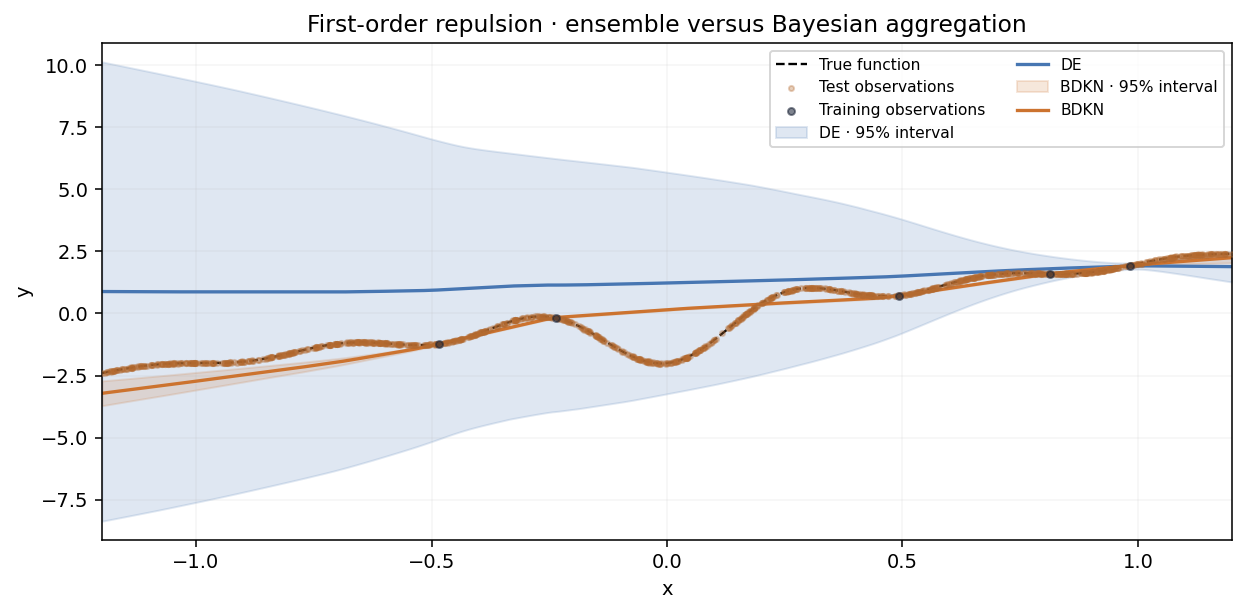 First-order repulsion · ensemble versus Bayesian aggregation
True function
Test observations
Training observations
DE · 95% interval
DE
BDKN · 95% interval
BDKN
10.0
7.5
5.0
2.5
0.0
−2.5
−5.0
−7.5
y
−1.0
−0.5
0.0
0.5
1.0
x